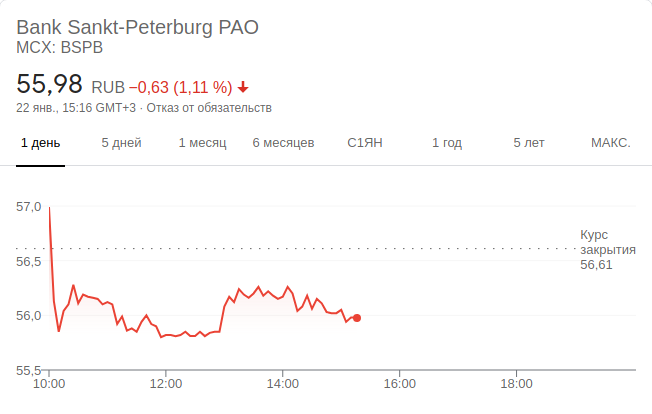 Bank Sankt-Peterburg PAO
MCX: BSPB
55,98 RUB −0,63 (1,11 %)
22 янв., 15:16 GMT+3 · Отказ от обязательств
1 день 5 дней 1 месяц 6 месяцев С1ЯН 1 год 5 лет МАКС.
57,0
Курс
закрытия
56,61
56,5
56,0
55,5
10:00 12:00 14:00 16:00 18:00